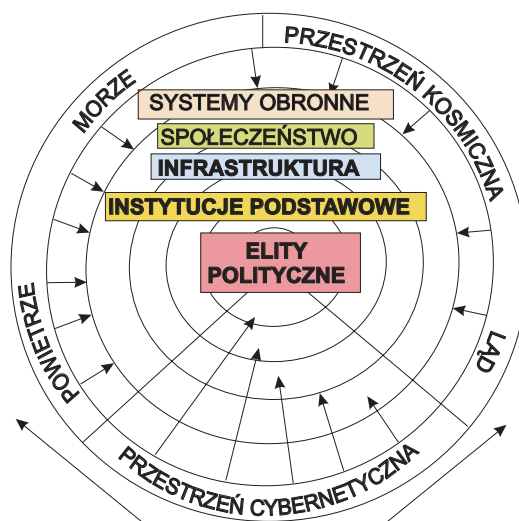 PRZESTRZEŃ KOSMICZNA
MORZE
SYSTEMY OBRONNE
SPOŁECZEŃSTWO
INFRASTRUKTURA
INSTYTUCJE PODSTAWOWE
ELITY
POLITYCZNE
POWIETRZE
LĄD
PRZESTRZEŃ CYBERNETYCZNA